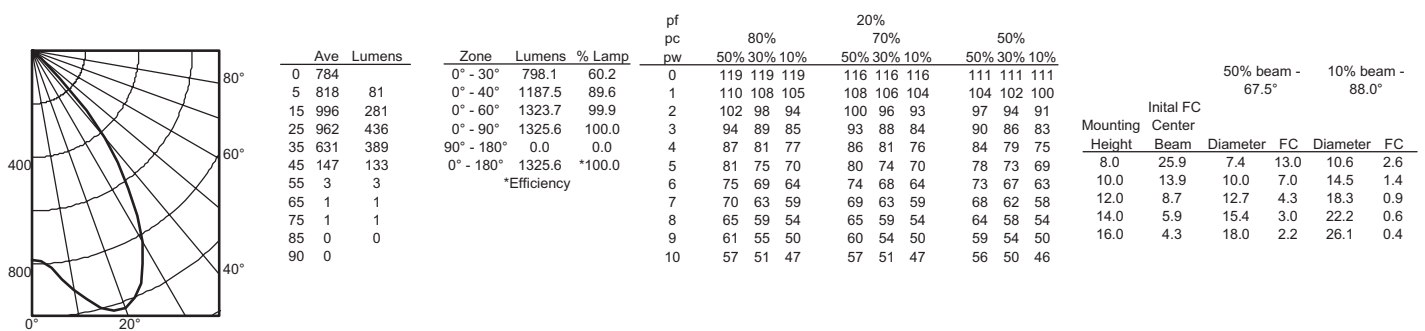 400
800
0° 20°
80°
60°
40°
Ave Lumens
0 784
5 818 81
15 996 281
25 962 436
35 631 389
45 147 133
55 3 3
65 1 1
75 1 1
85 0 0
90 0
Zone Lumens % Lamp
0° - 30° 798.1 60.2
0° - 40° 1187.5 89.6
0° - 60° 1323.7 99.9
0° - 90° 1325.6 100.0
90° - 180° 0.0 0.0
0° - 180° 1325.6 *100.0
*Efficiency
pf 20%
pc 80% 70% 50%
pw 50% 30% 10% 50% 30% 10% 50% 30% 10%
0 119 119 119 116 116 116 111 111 111
1 110 108 105 108 106 104 104 102 100
2 102 98 94 100 96 93 97 94 91
3 94 89 85 93 88 84 90 86 83
4 87 81 77 86 81 76 84 79 75
5 81 75 70 80 74 70 78 73 69
6 75 69 64 74 68 64 73 67 63
7 70 63 59 69 63 59 68 62 58
8 65 59 54 65 59 54 64 58 54
9 61 55 50 60 54 50 59 54 50
10 57 51 47 57 51 47 56 50 46
50% beam - 10% beam -
67.5° 88.0°
Inital FC
Mounting Center
Height Beam Diameter FC Diameter FC
8.0 25.9 7.4 13.0 10.6 2.6
10.0 13.9 10.0 7.0 14.5 1.4
12.0 8.7 12.7 4.3 18.3 0.9
14.0 5.9 15.4 3.0 22.2 0.6
16.0 4.3 18.0 2.2 26.1 0.4